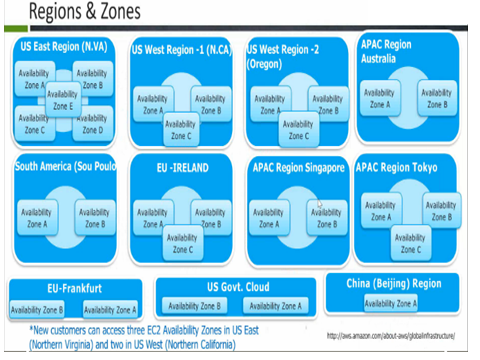 Regions & Zones
US East Region (N.VA)
Availability Zone A
Availability Zone B
Availability Zone E
Availability Zone C
Availability Zone D
US West Region -1 (N.CA)
Availability Zone A
Availability Zone B
Availability Zone C
US West Region -2
(Oregon)
Availability Zone A
Availability Zone B
Availability Zone C
APAC Region
Australia
Availability Zone A
Availability Zone B
South America (Sou Poulo
Availability Zone A
Availability Zone B
EU -IRELAND
Availability Zone A
Availability Zone B
Availability Zone C
APAC Region Singapore
Availability Zone A
Availability Zone B
APAC Region Tokyo
Availability Zone A
Availability Zone B
Availability Zone C
EU-Frankfurt
Availability Zone B
Availability Zone A
US Govt. Cloud
Availability Zone B
Availability Zone A
China (Beijing) Region
Availability Zone A
*New customers can access three EC2 Availability Zones in US East
(Northern Virginia) and two in US West (Northern California)
http://aws.amazon.com/about-aws/globalinfrastructure/